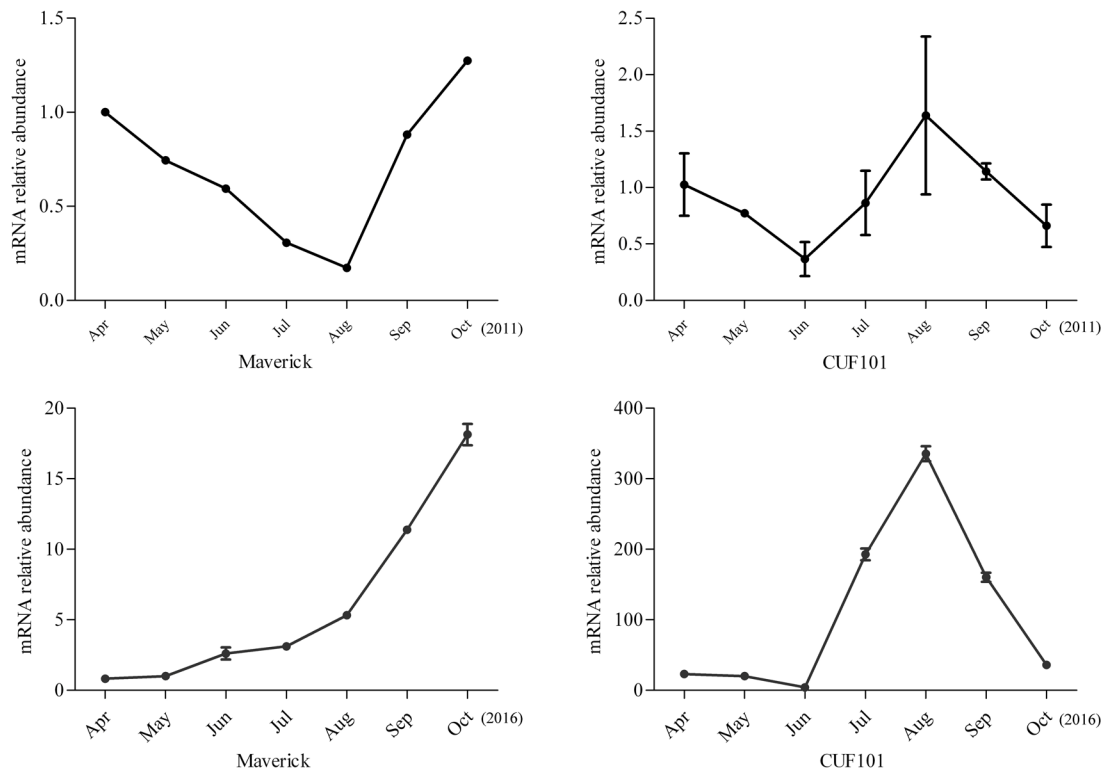 mRNA relative abundance
1.5
1.0
0.5
0.0
Apr May Jun Jul Aug Sep Oct (2011)
Maverick
mRNA relative abundance
2.5
2.0
1.5
1.0
0.5
0.0
Apr May Jun Jul Aug Sep Oct (2011)
CUF101
mRNA relative abundance
20
15
10
5
0
Apr May Jun Jul Aug Sep Oct (2016)
Maverick
mRNA relative abundance
400
300
200
100
0
Apr May Jun Jul Aug Sep Oct (2016)
CUF101